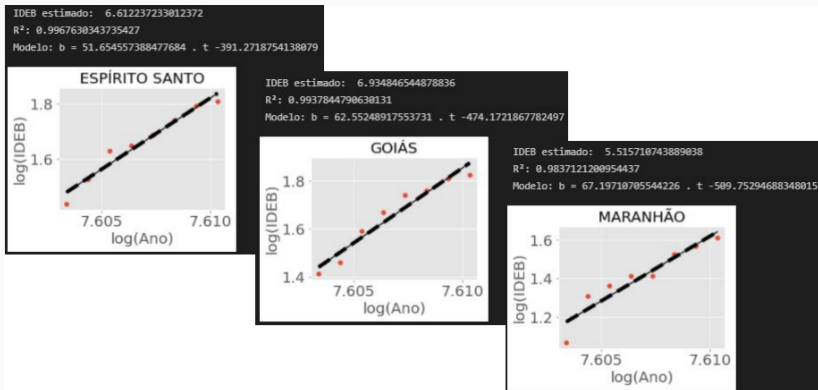 IDEB estimado: 6.612237233012372
R²: 0.9967630343735427
Modelo: b = 51.654557388477684 . t -391.2718754138079
ESPÍRITO SANTO
1.8
1.6
log(IDEB)
7.605 7.610
log(Ano)
IDEB estimado: 6.934846544878836
R²: 0.9937844790630131
Modelo: b = 62.55248917553731 . t -474.1721867782497
GOIÁS
1.8
1.6
1.4
log(IDEB)
7.605 7.610
log(Ano)
IDEB estimado: 5.515710743889038
R²: 0.9837121200954437
Modelo: b = 67.19710705544226 . t -509.75294688348015
MARANHÃO
1.6
1.4
1.2
log(IDEB)
7.605 7.610
log(Ano)